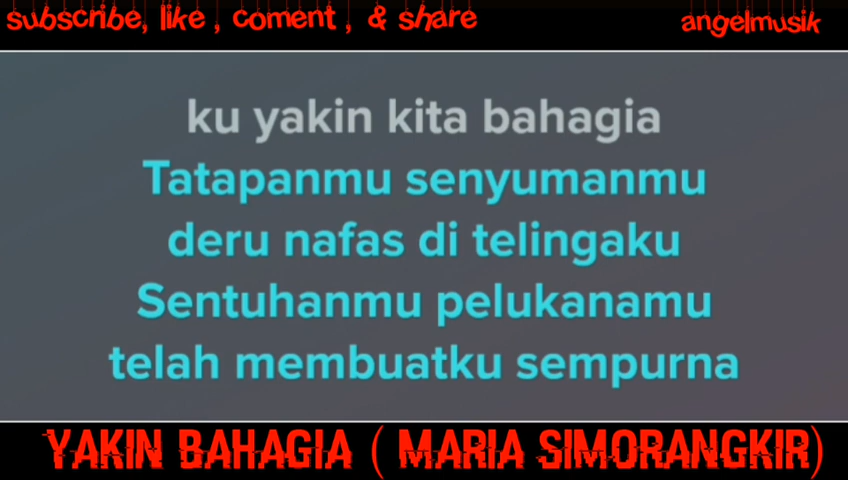 subscribe, like , coment , & share
angelmusik
ku yakin kita bahagia
Tatapanmu senyumanmu
deru nafas di telingaku
Sentuhanmu pelukanamu
telah membuatku sempurna
YAKIN BAHAGIA ( MARIA SIMORANGKIR)